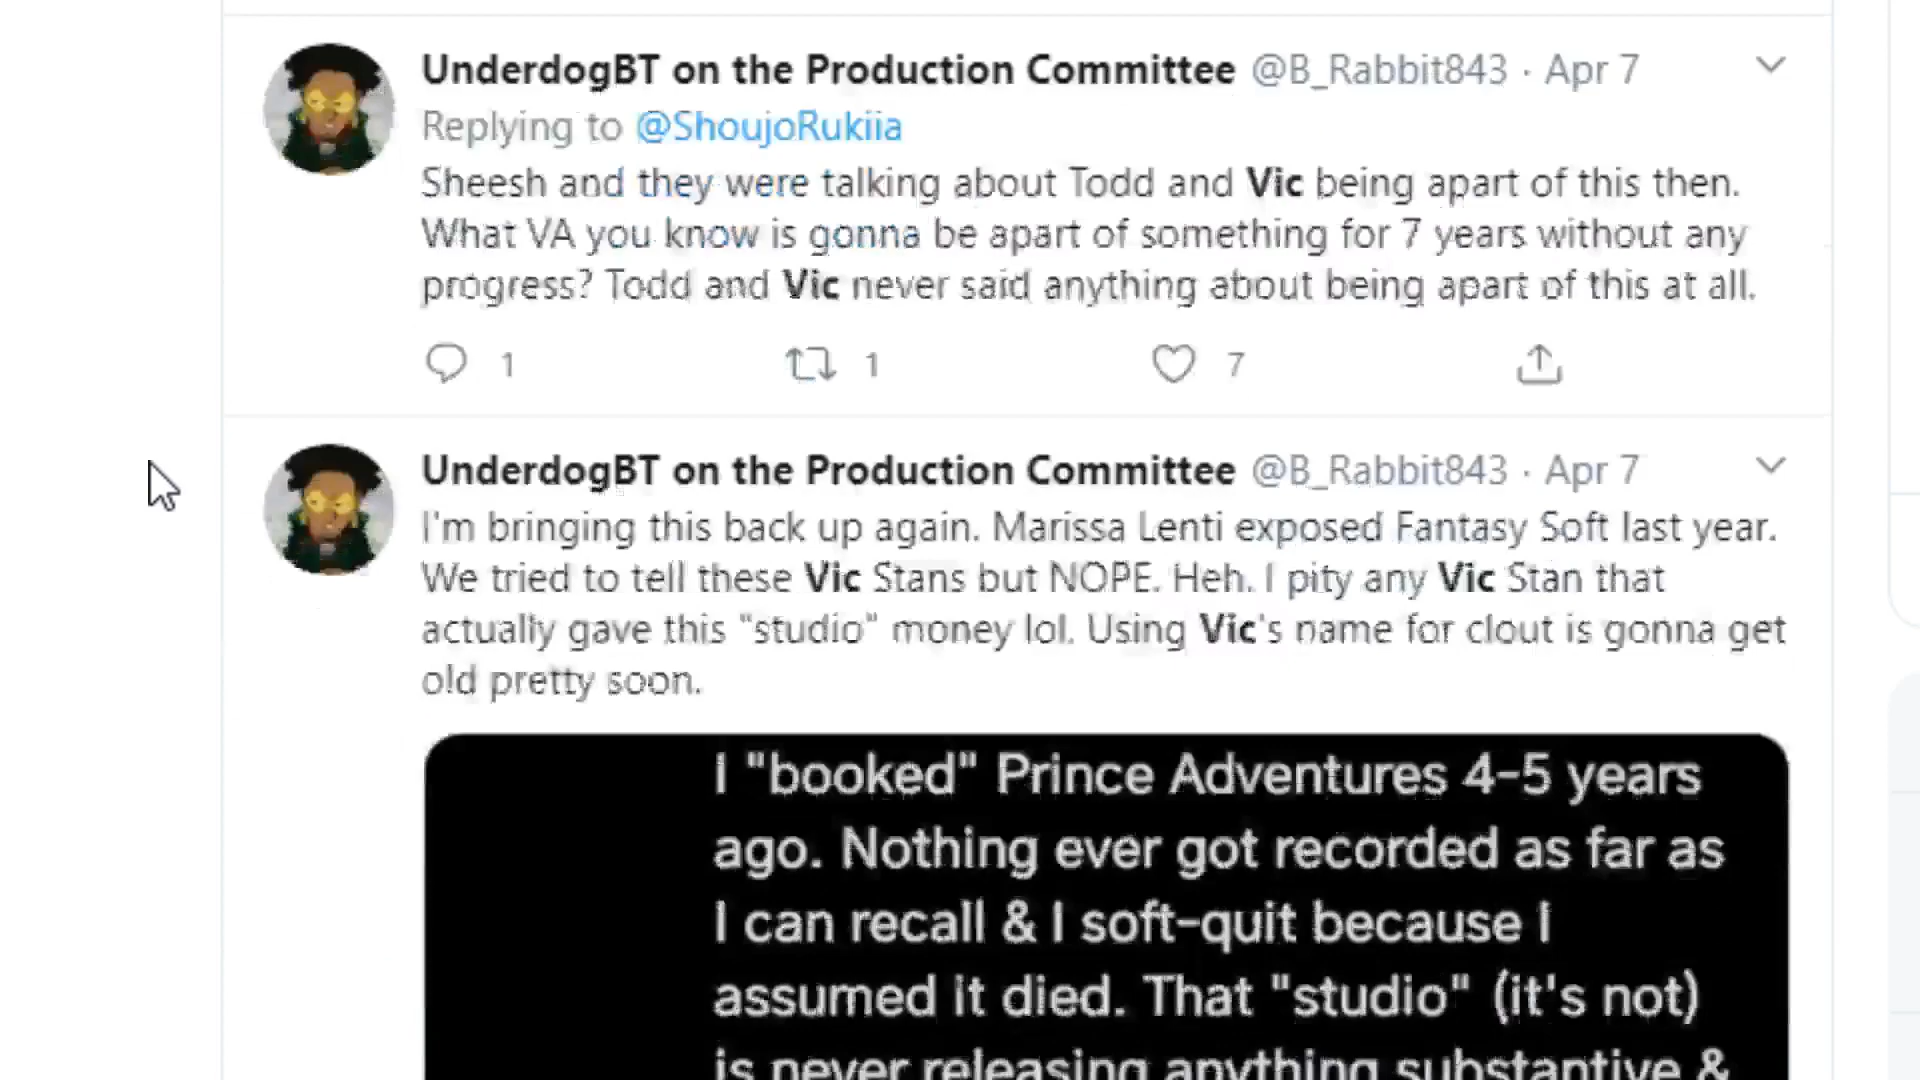 UnderdogBT on the Production Committee @B_Rabbit843 · Apr 7
Replying to @ShoujoRukiia
Sheesh and they were talking about Todd and Vic being apart of this then.
What VA you know is gonna be apart of something for 7 years without any
progress? Todd and Vic never said anything about being apart of this at all.
1 1 7
UnderdogBT on the Production Committee @B_Rabbit843 · Apr 7
I'm bringing this back up again. Marissa Lenti exposed Fantasy Soft last year.
We tried to tell these Vic Stans but NOPE. Heh. I pity any Vic Stan that
actually gave this "studio" money lol. Using Vic's name for clout is gonna get
old pretty soon.
I "booked" Prince Adventures 4-5 years
ago. Nothing ever got recorded as far as
I can recall & I soft-quit because I
assumed it died. That "studio" (it's not)
is never releasing anything substantive &